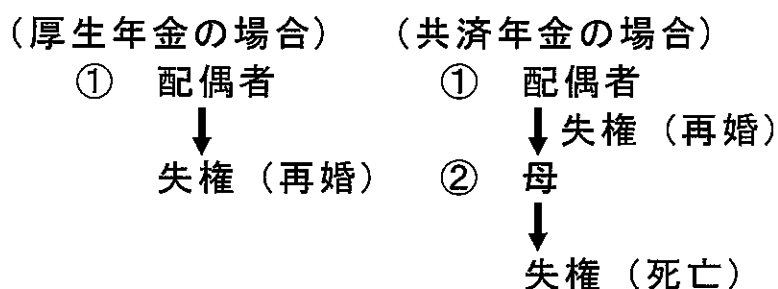 （厚生年金の場合）
① 配偶者
失権（再婚）
（共済年金の場合）
① 配偶者
失権（再婚）
② 母
失権（死亡）